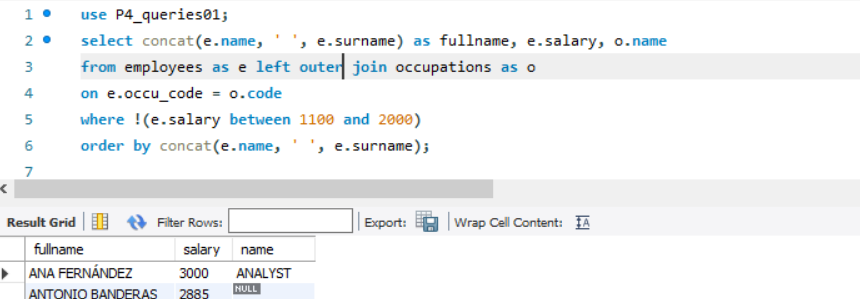 1 use P4_queries01;
2 select concat(e.name, ' ', e.surname) as fullname, e.salary, o.name
3 from employees as e left outer join occupations as o
4 on e.occu_code = o.code
5 where !(e.salary between 1100 and 2000)
6 order by concat(e.name, ' ', e.surname);
7
Result Grid Filter Rows: Export: Wrap Cell Content: IA
fullname salary name
ANA FERNÁNDEZ 3000 ANALYST
ANTONIO BANDERAS 2885 NULL